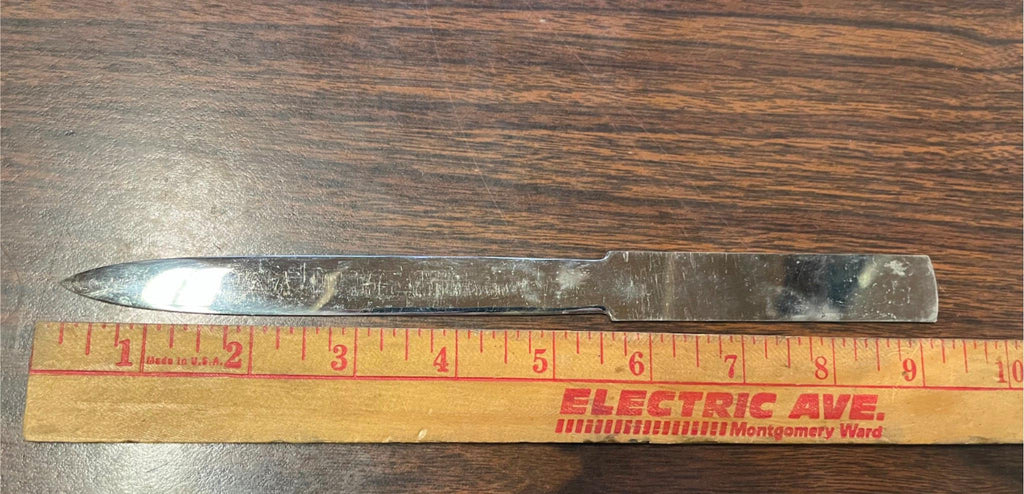 1 Made in U.S.A. 2 3 4 5 6 7 8 9 10
ELECTRIC AVE.
Montgomery Ward